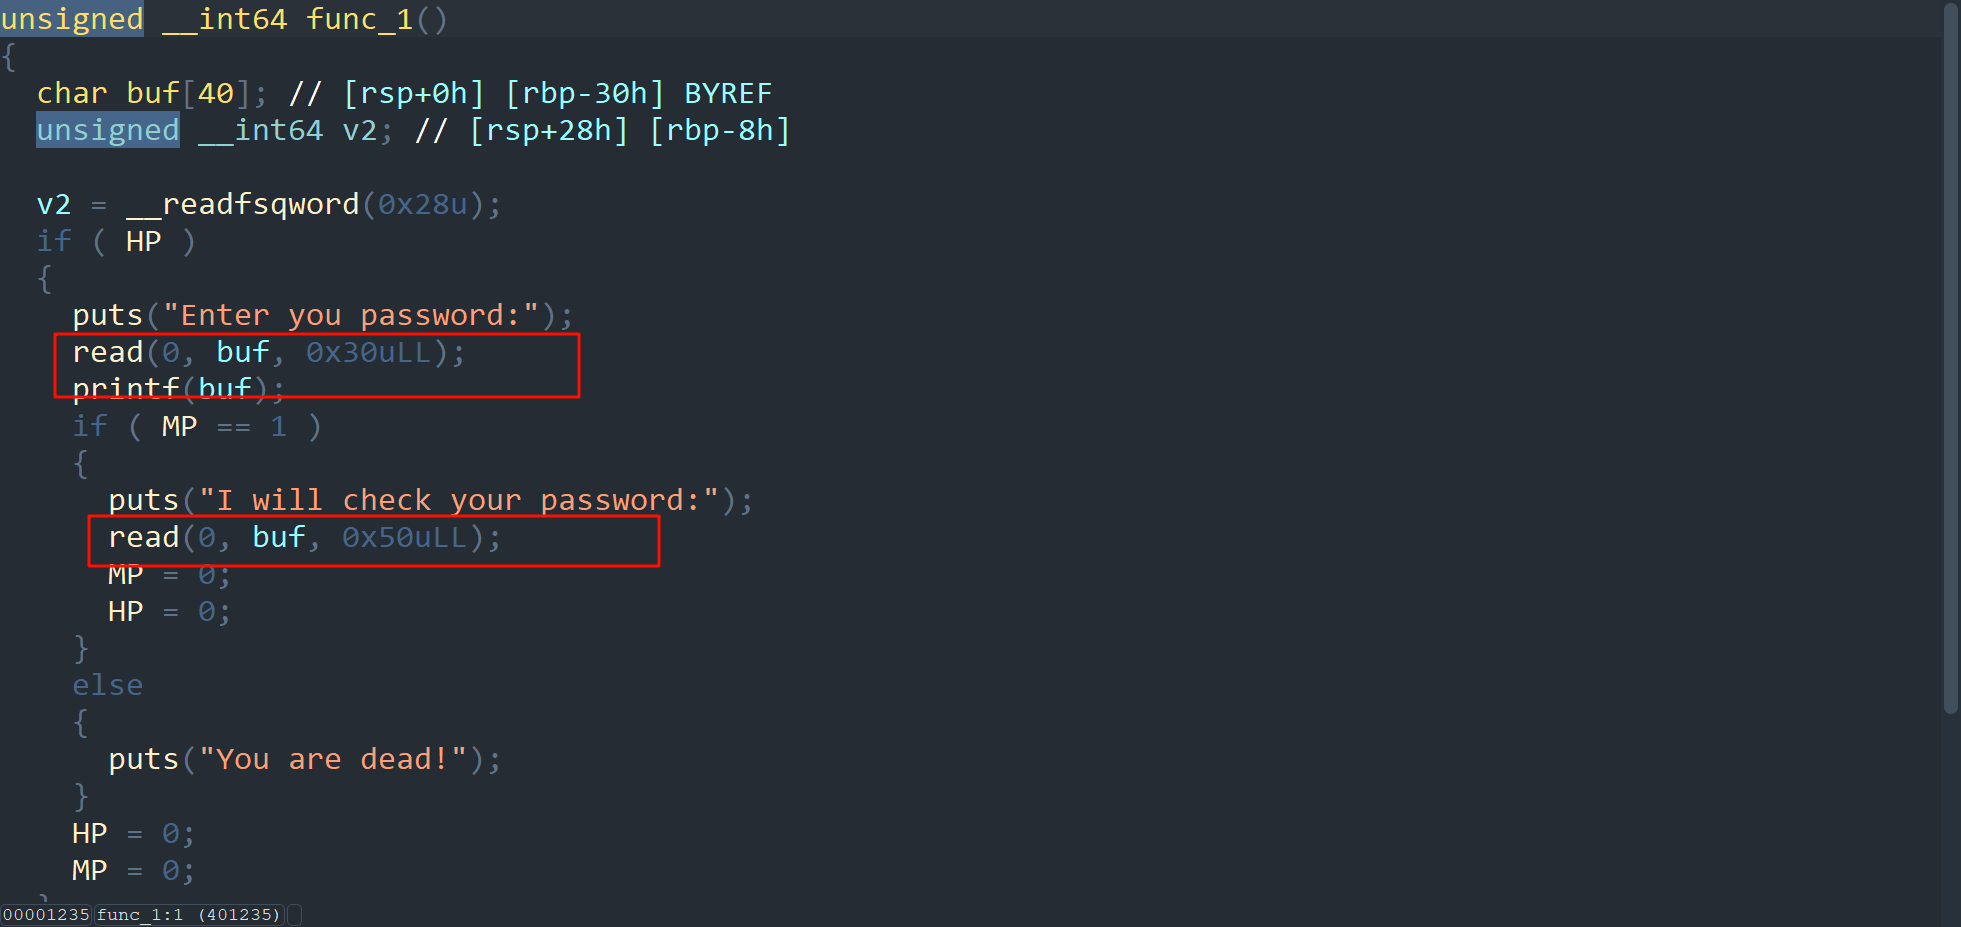 unsigned __int64 func_1()
{
  char buf[40]; // [rsp+0h] [rbp-30h] BYREF
  unsigned __int64 v2; // [rsp+28h] [rbp-8h]

  v2 = __readfsqword(0x28u);
  if ( HP )
  {
    puts("Enter you password:");
    read(0, buf, 0x30uLL);
    printf(buf);
    if ( MP == 1 )
    {
      puts("I will check your password:");
      read(0, buf, 0x50uLL);
      MP = 0;
      HP = 0;
    }
    else
    {
      puts("You are dead!");
    }
    HP = 0;
    MP = 0;
  }
00001235 func_1:1 (401235)